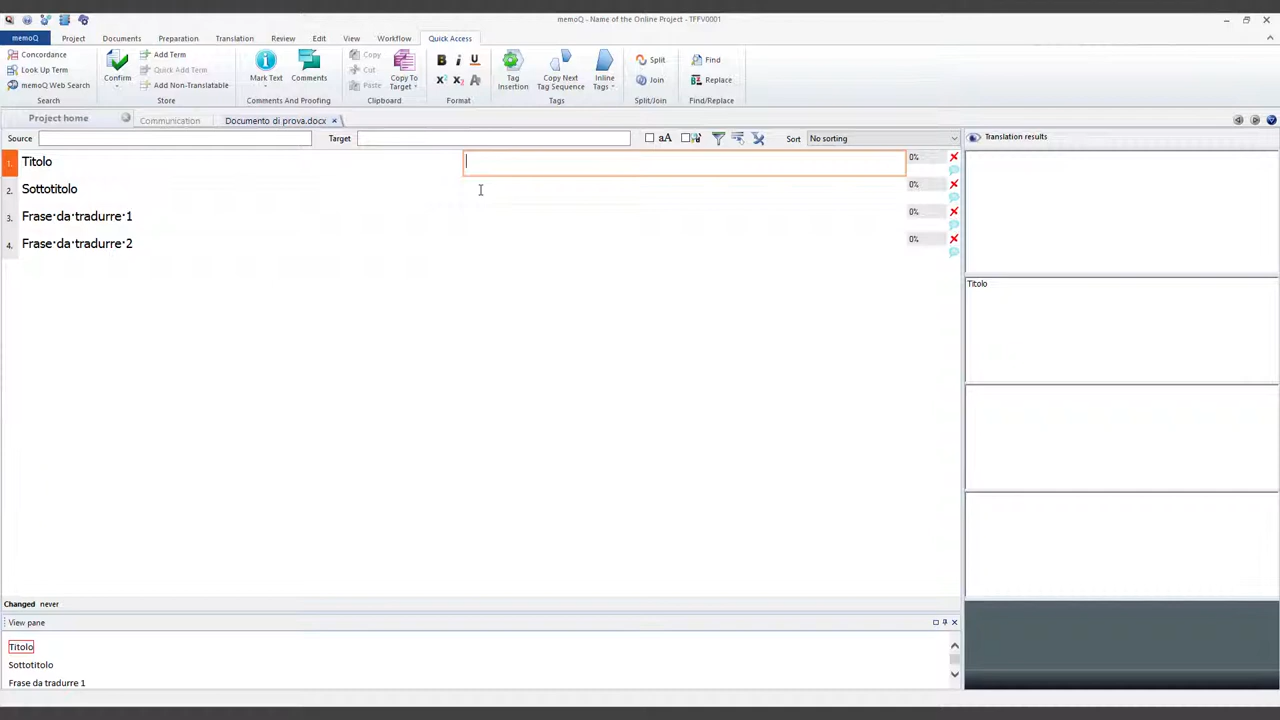 memoQ - Name of the Online Project - TFFV0001
memoQ Project Documents Preparation Translation Review Edit View Workflow Quick Access
Concordance
Look Up Term
memoQ Web Search
Search
Confirm
Add Term
Quick Add Term
Add Non-Translatable
Store
Mark Text
Comments
Comments And Proofing
Copy
Cut
Paste
Copy To Target
Clipboard
B i U
X² X₂ A
Format
Tag Insertion
Copy Next Tag Sequence
Inline Tags
Tags
Split
Join
Split/Join
Find
Replace
Find/Replace
Project home Communication Documento di prova.docx
Source Target aA Sort No sorting
Translation results
1. Titolo 0%
2. Sottotitolo 0%
3. Frase·da·tradurre·1 0%
4. Frase·da·tradurre·2 0%
Titolo
Changed never
View pane
Titolo
Sottotitolo
Frase da tradurre 1